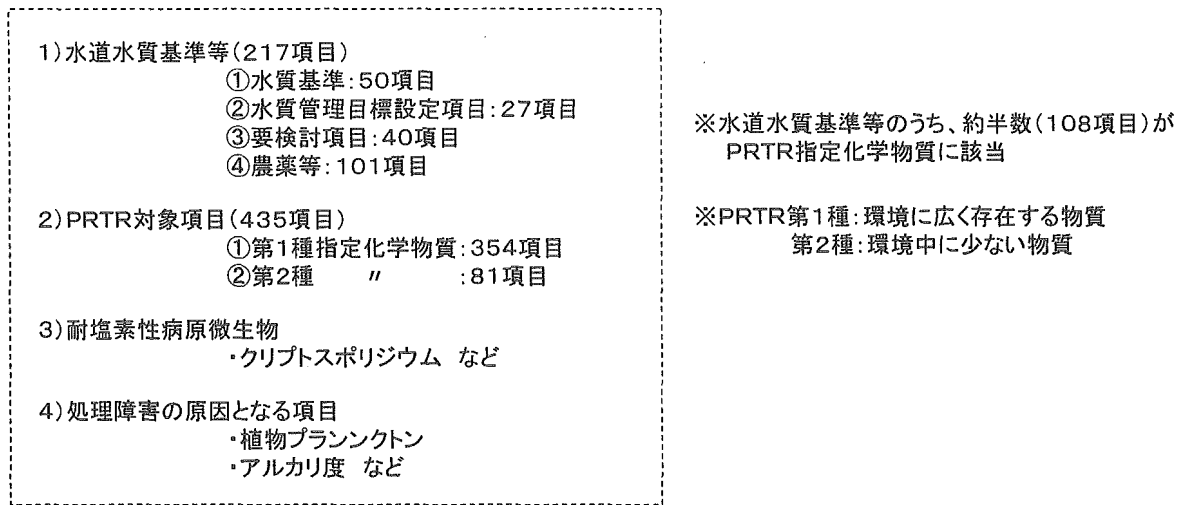 1)水道水質基準等(217項目)
①水質基準:50項目
②水質管理目標設定項目:27項目
③要検討項目:40項目
④農薬等:101項目
2)PRTR対象項目(435項目)
①第1種指定化学物質:354項目
②第2種 〃 :81項目
3)耐塩素性病原微生物
・クリプトスポリジウム など
4)処理障害の原因となる項目
・植物プランンクトン
・アルカリ度 など
※水道水質基準等のうち、約半数(108項目)が
PRTR指定化学物質に該当
※PRTR第1種:環境に広く存在する物質
第2種:環境中に少ない物質